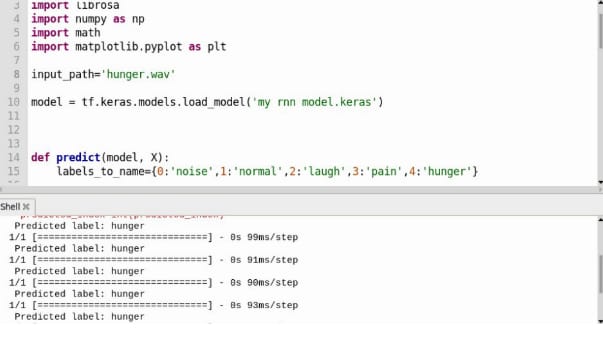 3 import librosa
4 import numpy as np
5 import math
6 import matplotlib.pyplot as plt
7
8 input_path='hunger.wav'
9
10 model = tf.keras.models.load_model('my rnn model.keras')
11
12
13
14 def predict(model, X):
15 labels_to_name={0:'noise',1:'normal',2:'laugh',3:'pain',4:'hunger'}
Shell ×
predicted_index=int(predicted_index)
Predicted label: hunger
1/1 [==============================] - 0s 99ms/step
Predicted label: hunger
1/1 [==============================] - 0s 91ms/step
Predicted label: hunger
1/1 [==============================] - 0s 90ms/step
Predicted label: hunger
1/1 [==============================] - 0s 93ms/step
Predicted label: hunger